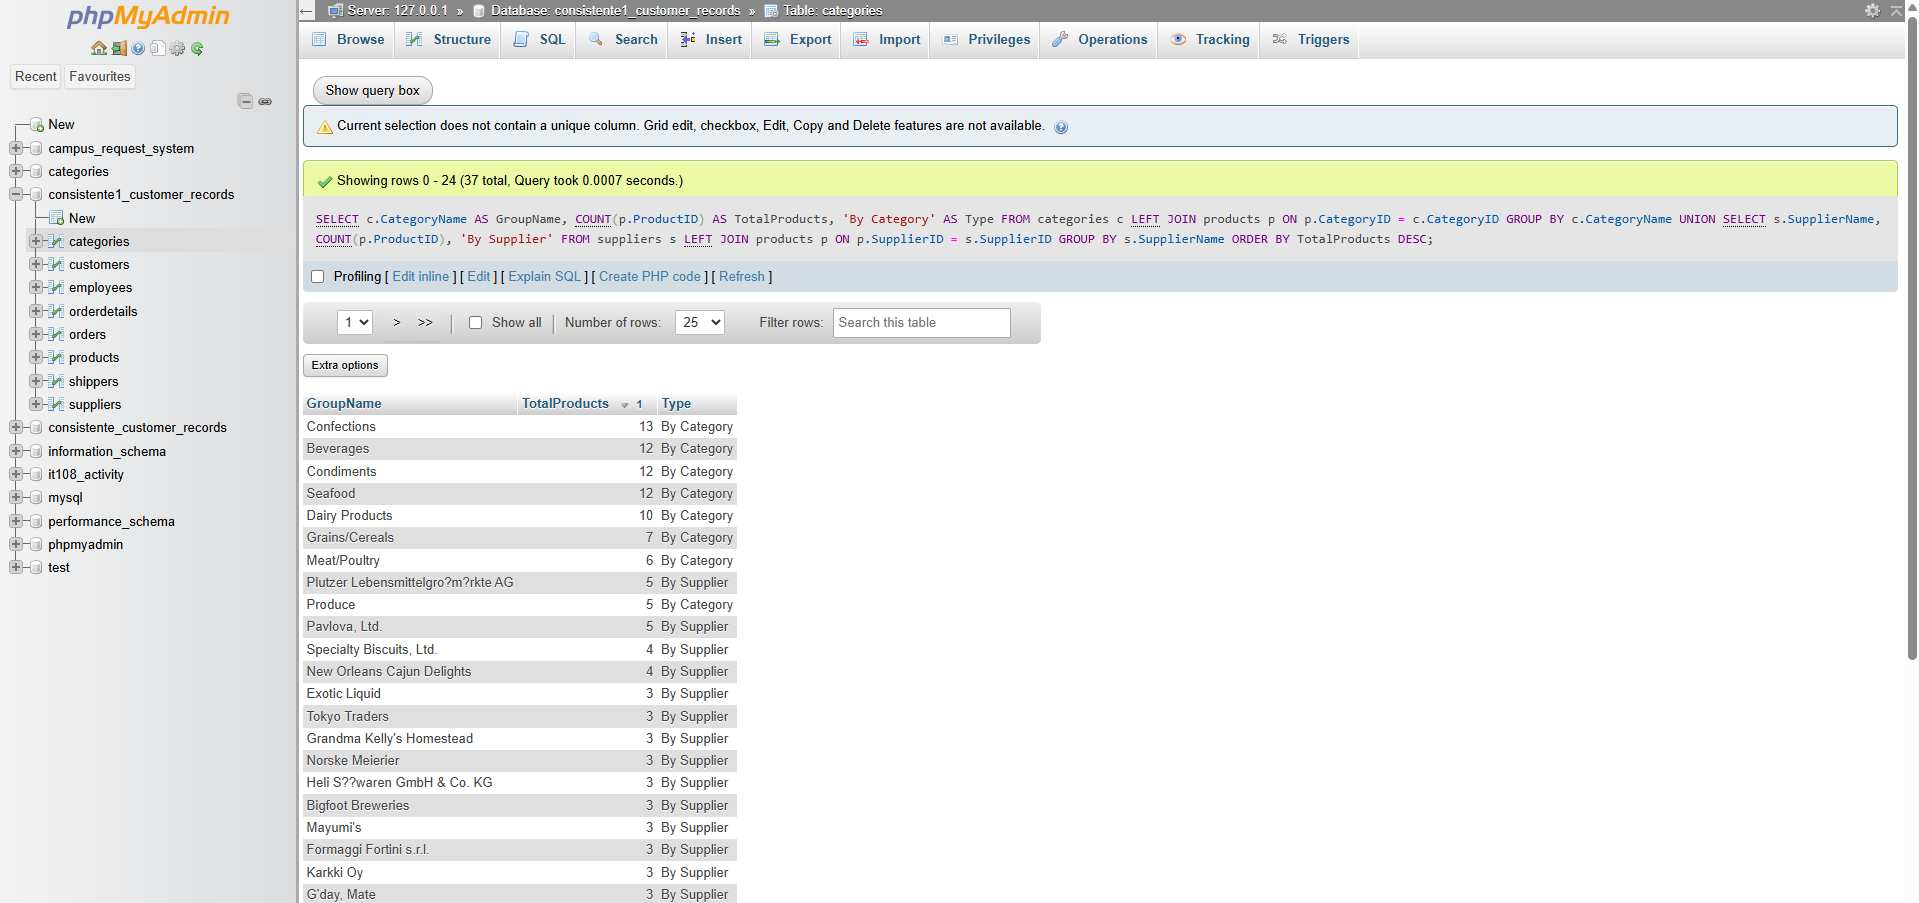 phpMyAdmin
Recent Favourites
New
campus_request_system
categories
consistente1_customer_records
New
categories
customers
employees
orderdetails
orders
products
shippers
suppliers
consistente_customer_records
information_schema
it108_activity
mysql
performance_schema
phpmyadmin
test
Server: 127.0.0.1 » Database: consistente1_customer_records » Table: categories
Browse Structure SQL Search Insert Export Import Privileges Operations Tracking Triggers
Show query box
Current selection does not contain a unique column. Grid edit, checkbox, Edit, Copy and Delete features are not available.
Showing rows 0 - 24 (37 total, Query took 0.0007 seconds.)
SELECT c.CategoryName AS GroupName, COUNT(p.ProductID) AS TotalProducts, 'By Category' AS Type FROM categories c LEFT JOIN products p ON p.CategoryID = c.CategoryID GROUP BY c.CategoryName UNION SELECT s.SupplierName,
COUNT(p.ProductID), 'By Supplier' FROM suppliers s LEFT JOIN products p ON p.SupplierID = s.SupplierID GROUP BY s.SupplierName ORDER BY TotalProducts DESC;
Profiling [ Edit inline ] [ Edit ] [ Explain SQL ] [ Create PHP code ] [ Refresh ]
1 > >> Show all Number of rows: 25 Filter rows: Search this table
Extra options
GroupName TotalProducts 1 Type
Confections 13 By Category
Beverages 12 By Category
Condiments 12 By Category
Seafood 12 By Category
Dairy Products 10 By Category
Grains/Cereals 7 By Category
Meat/Poultry 6 By Category
Plutzer Lebensmittelgro?m?rkte AG 5 By Supplier
Produce 5 By Category
Pavlova, Ltd. 5 By Supplier
Specialty Biscuits, Ltd. 4 By Supplier
New Orleans Cajun Delights 4 By Supplier
Exotic Liquid 3 By Supplier
Tokyo Traders 3 By Supplier
Grandma Kelly's Homestead 3 By Supplier
Norske Meierier 3 By Supplier
Heli S??waren GmbH & Co. KG 3 By Supplier
Bigfoot Breweries 3 By Supplier
Mayumi's 3 By Supplier
Formaggi Fortini s.r.l. 3 By Supplier
Karkki Oy 3 By Supplier
G'day, Mate 3 By Supplier